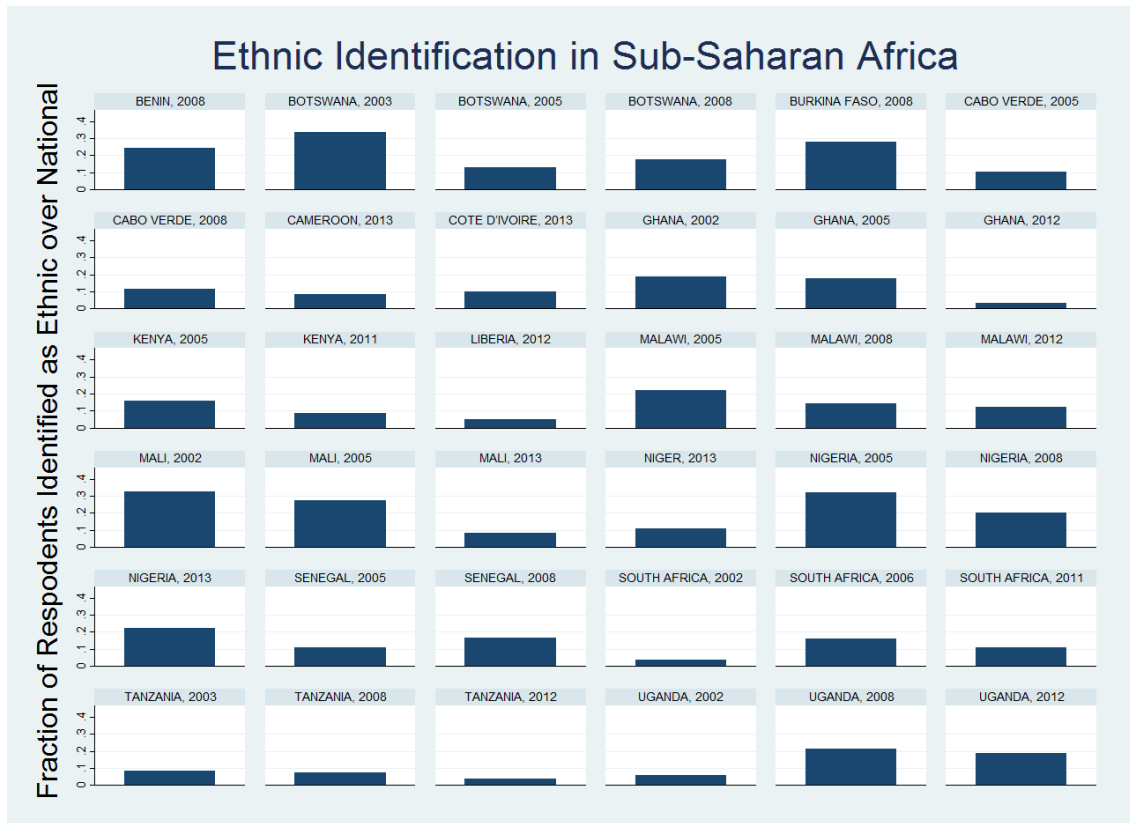 Ethnic Identification in Sub-Saharan Africa
Fraction of Respodents Identified as Ethnic over National
BENIN, 2008
BOTSWANA, 2003
BOTSWANA, 2005
BOTSWANA, 2008
BURKINA FASO, 2008
CABO VERDE, 2005
0 .1 .2 .3 .4
CABO VERDE, 2008
CAMEROON, 2013
COTE D'IVOIRE, 2013
GHANA, 2002
GHANA, 2005
GHANA, 2012
0 .1 .2 .3 .4
KENYA, 2005
KENYA, 2011
LIBERIA, 2012
MALAWI, 2005
MALAWI, 2008
MALAWI, 2012
0 .1 .2 .3 .4
MALI, 2002
MALI, 2005
MALI, 2013
NIGER, 2013
NIGERIA, 2005
NIGERIA, 2008
0 .1 .2 .3 .4
NIGERIA, 2013
SENEGAL, 2005
SENEGAL, 2008
SOUTH AFRICA, 2002
SOUTH AFRICA, 2006
SOUTH AFRICA, 2011
0 .1 .2 .3 .4
TANZANIA, 2003
TANZANIA, 2008
TANZANIA, 2012
UGANDA, 2002
UGANDA, 2008
UGANDA, 2012
0 .1 .2 .3 .4